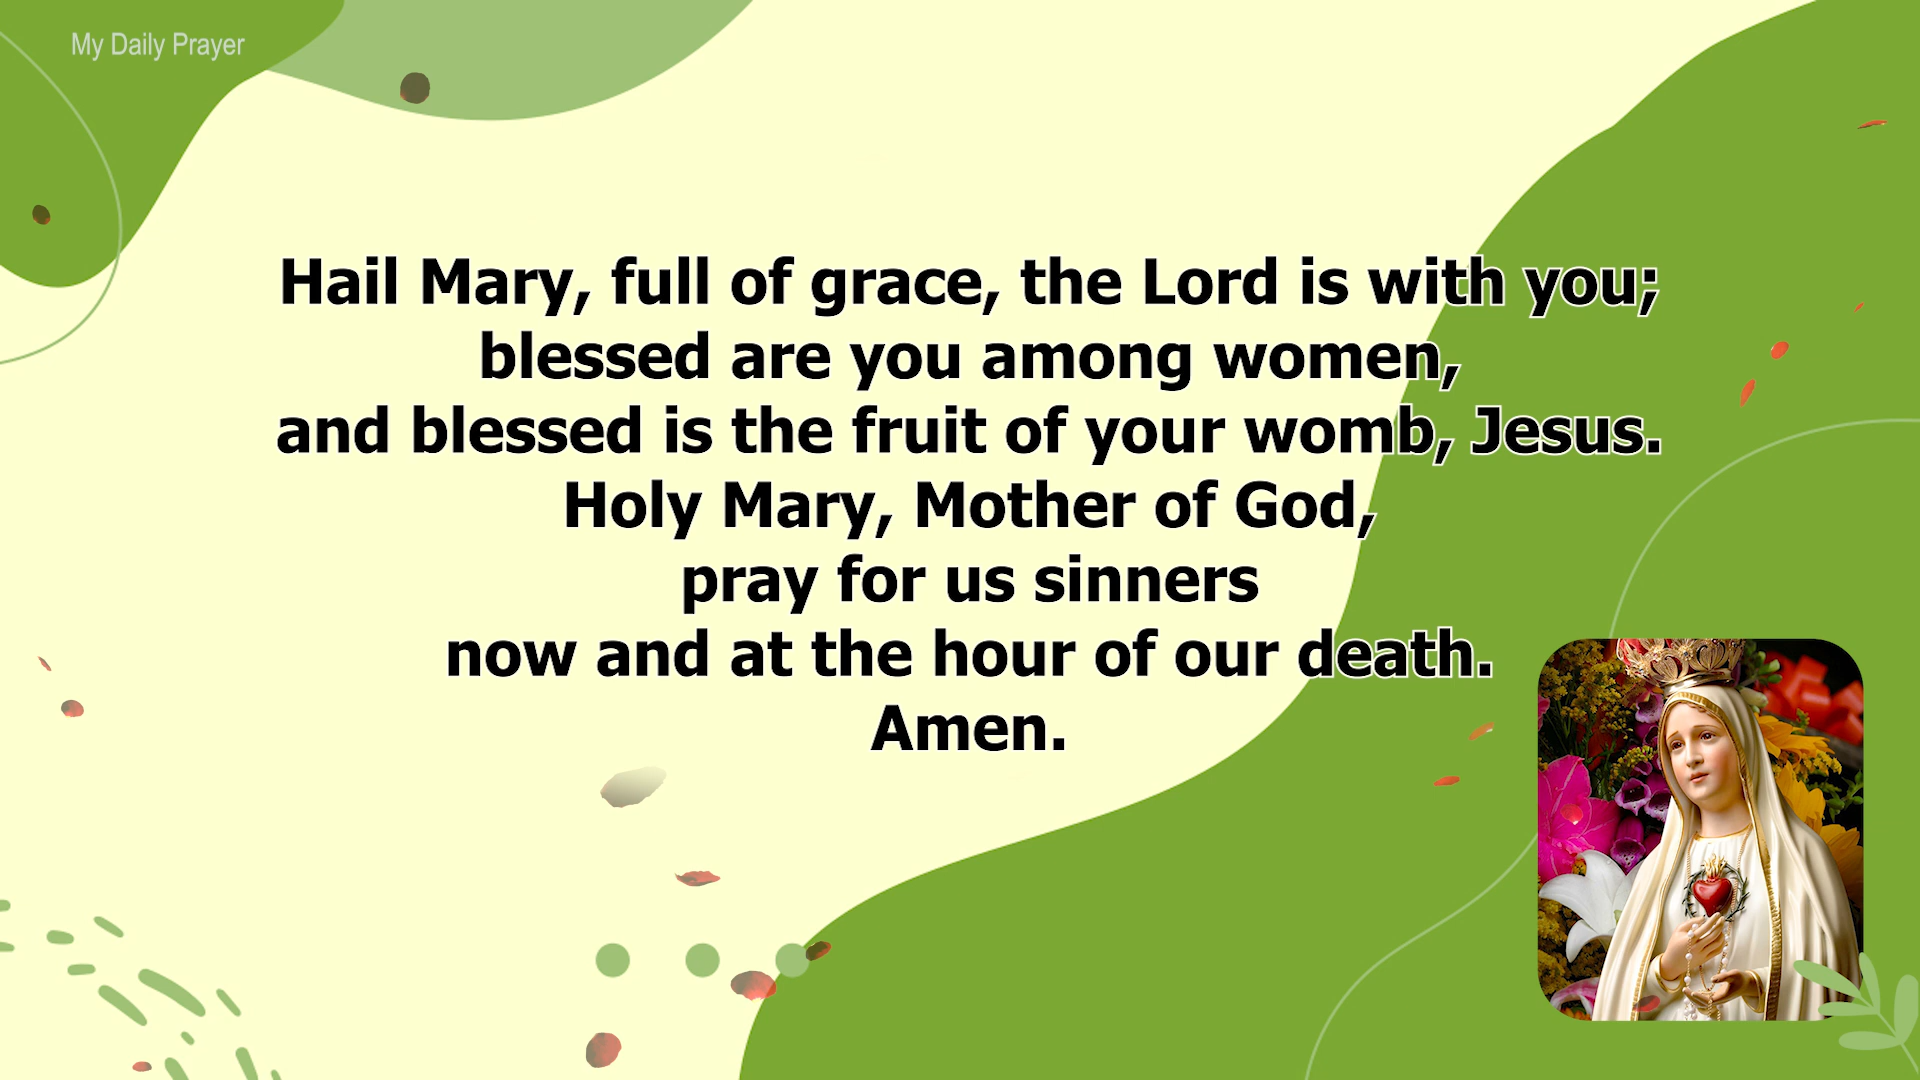 My Daily Prayer
Hail Mary, full of grace, the Lord is with you;
blessed are you among women,
and blessed is the fruit of your womb, Jesus.
Holy Mary, Mother of God,
pray for us sinners
now and at the hour of our death.
Amen.